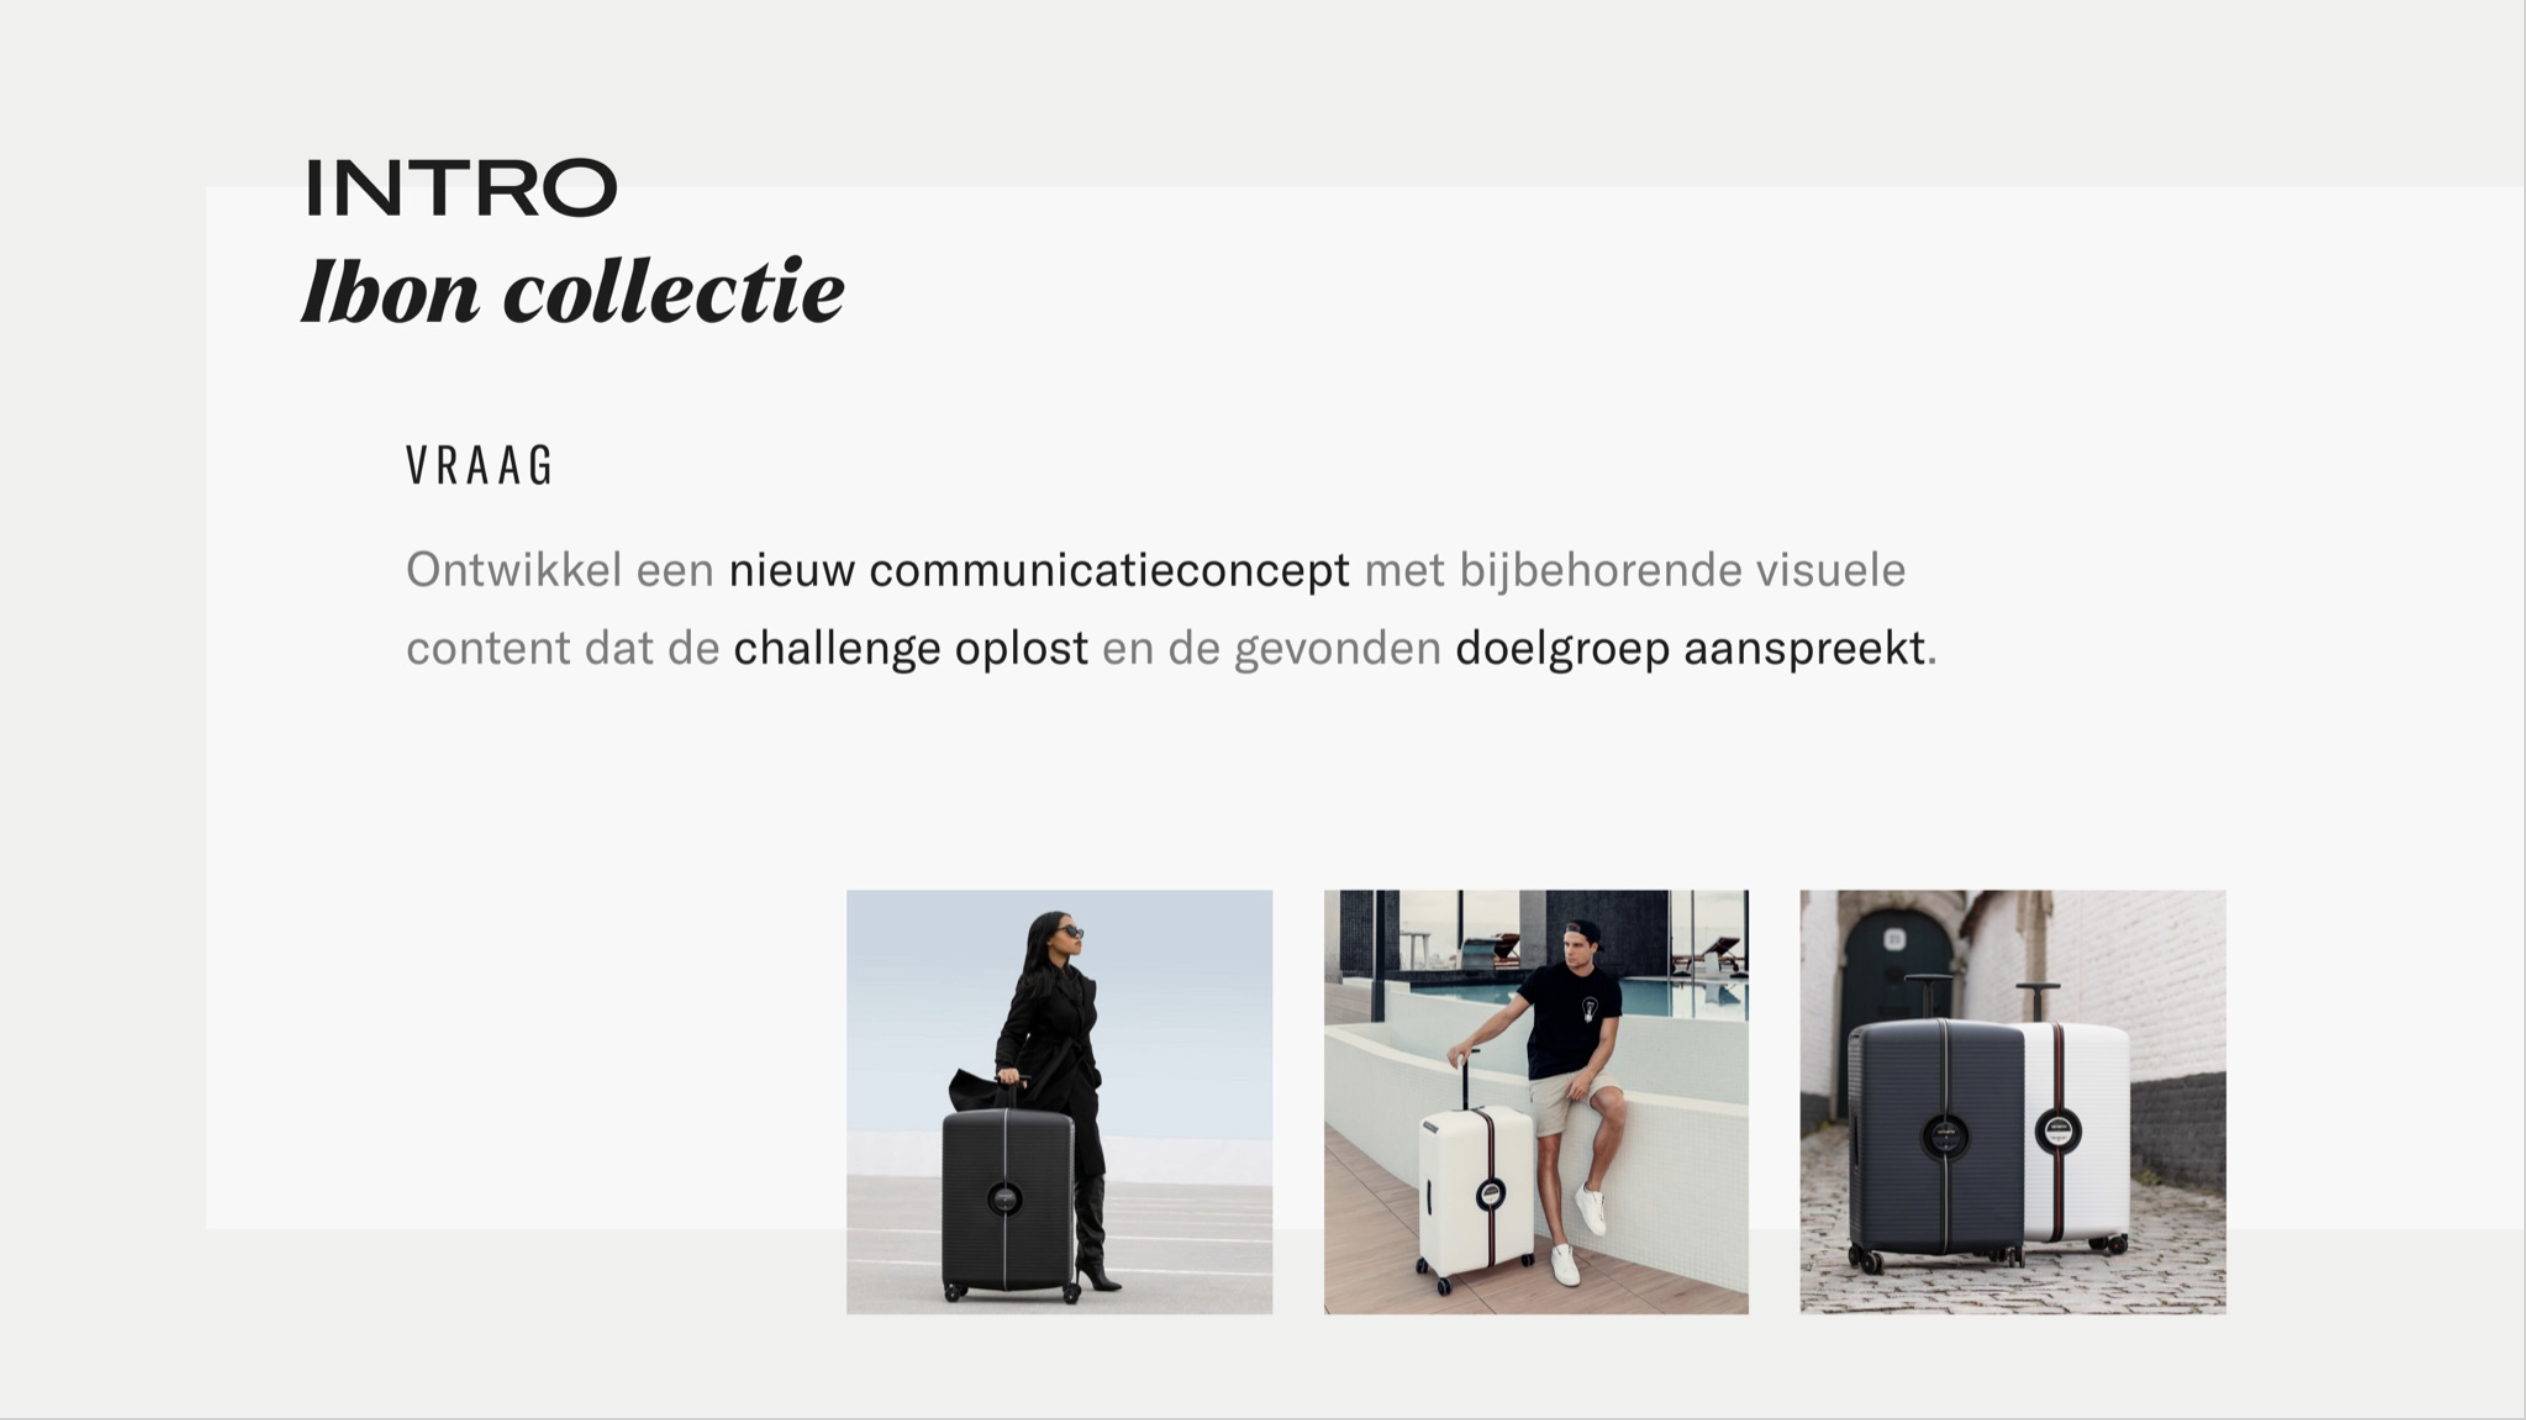 INTRO
Ibon collectie
VRAAG
Ontwikkel een nieuw communicatieconcept met bijbehorende visuele
content dat de challenge oplost en de gevonden doelgroep aanspreekt.